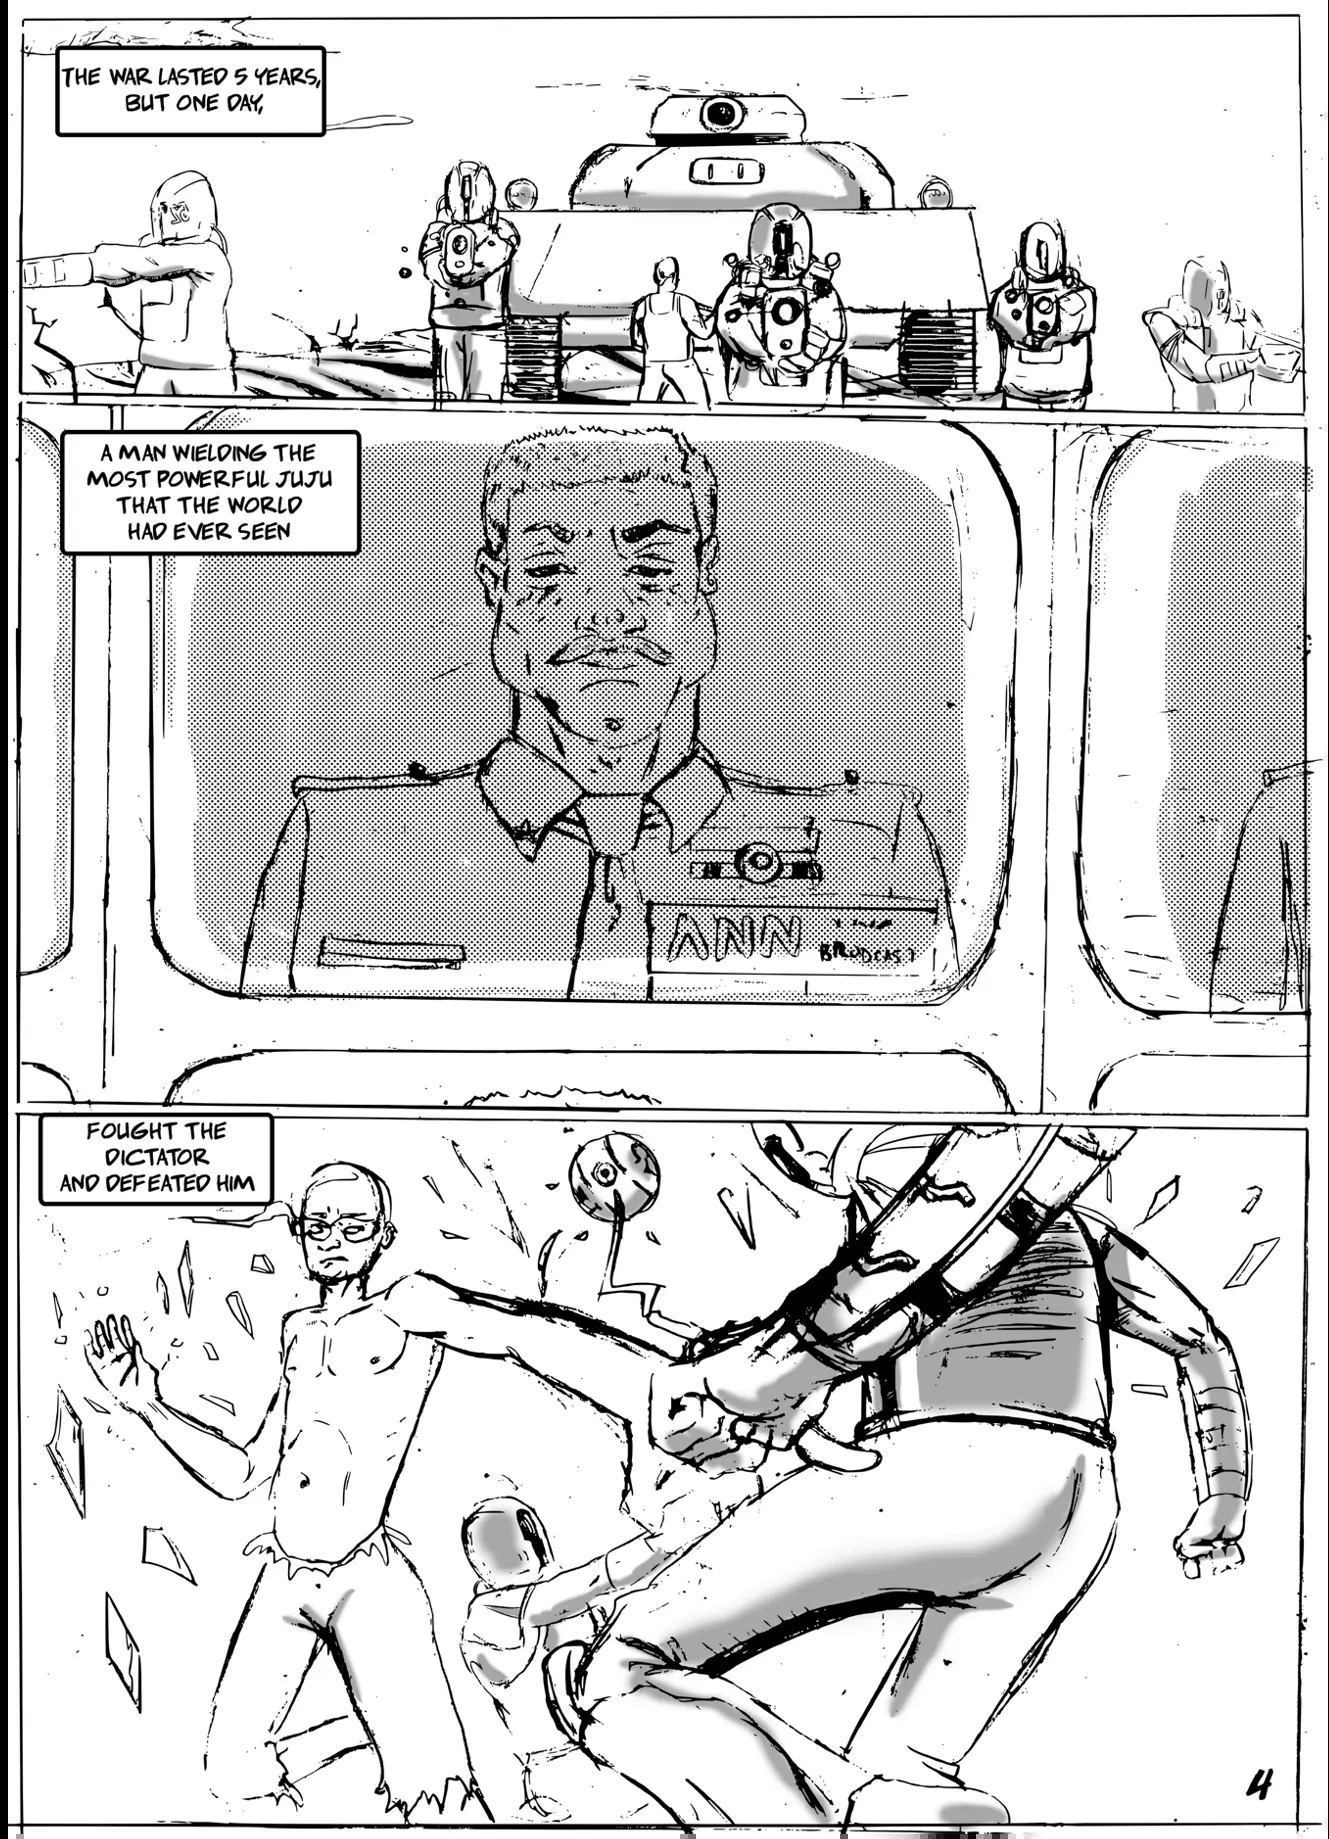 THE WAR LASTED 5 YEARS,
BUT ONE DAY,
A MAN WIELDING THE
MOST POWERFUL JUJU
THAT THE WORLD
HAD EVER SEEN
ANN
BRODCAST
FOUGHT THE
DICTATOR
AND DEFEATED HIM
4